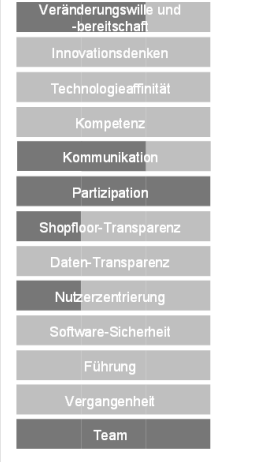 Veränderungswille und
-bereitschaft
Innovationsdenken
Technologieaffinität
Kompetenz
Kommunikation
Partizipation
Shopfloor-Transparenz
Daten-Transparenz
Nutzerzentrierung
Software-Sicherheit
Führung
Vergangenheit
Team